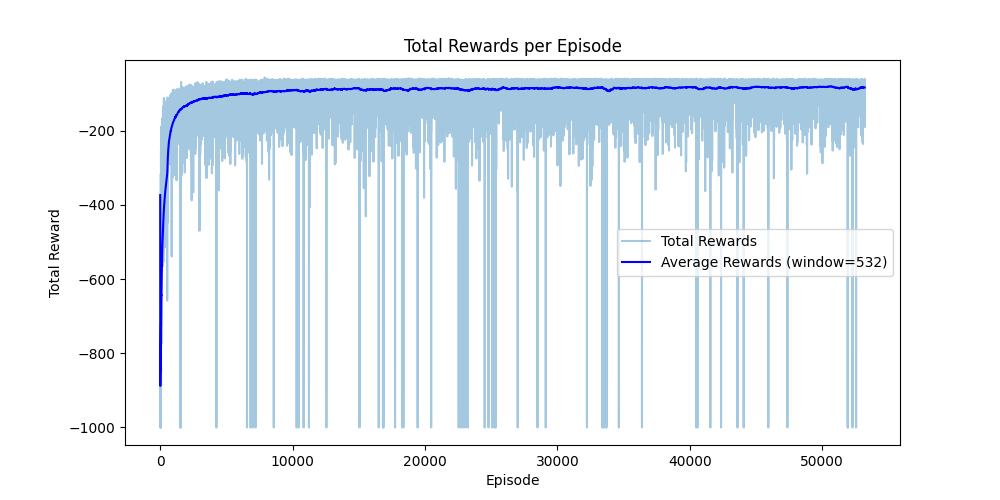 Total Rewards per Episode
Total Reward
−200
−400
−600
−800
−1000
Total Rewards
Average Rewards (window=532)
0
10000
20000
30000
40000
50000
Episode